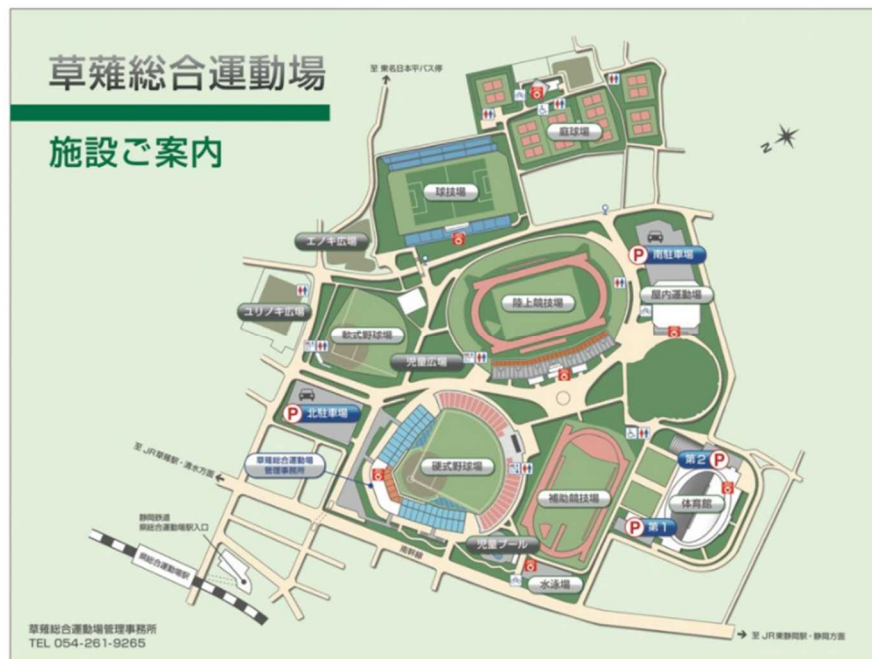 草薙総合運動場
施設ご案内
至 東名日本平バス停
庭球場
N
球技場
エノキ広場
P 南駐車場
ユリノキ広場
陸上競技場
屋内運動場
軟式野球場
児童広場
P 北駐車場
至 JR草薙駅・清水方面
草薙総合運動場
管理事務所
硬式野球場
第2 P
補助競技場
体育館
静岡鉄道
県総合運動場駅入口
P 第1
児童プール
南幹線
県総合運動場駅
水泳場
草薙総合運動場管理事務所
TEL 054-261-9265
至 JR東静岡駅・静岡方面